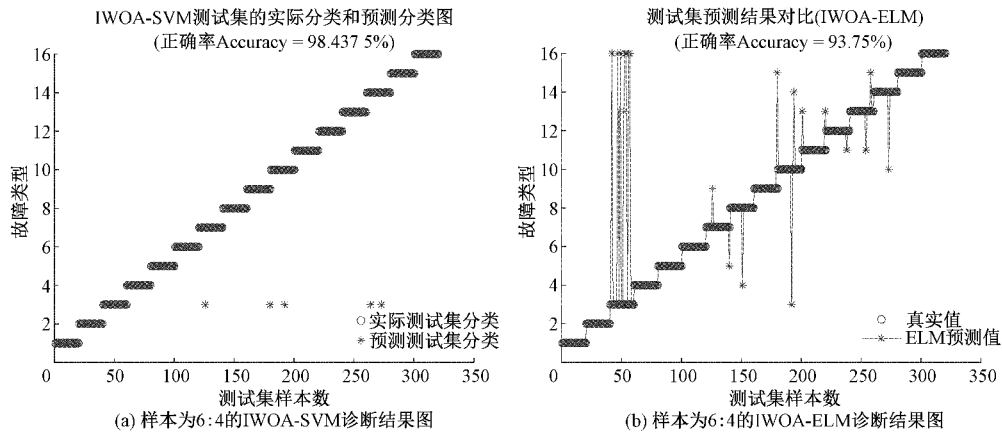 IWOA-SVM测试集的实际分类和预测分类图
(正确率Accuracy = 98.437 5%)
16
14
12
10
8
6
4
2
故障类型
0
50
100
150
200
250
300
350
测试集样本数
实际测试集分类
预测测试集分类
(a) 样本为6:4的IWOA-SVM诊断结果图
测试集预测结果对比(IWOA-ELM)
(正确率Accuracy = 93.75%)
16
14
12
10
8
6
4
2
故障类型
0
50
100
150
200
250
300
350
测试集样本数
真实值
ELM预测值
(b) 样本为6:4的IWOA-ELM诊断结果图